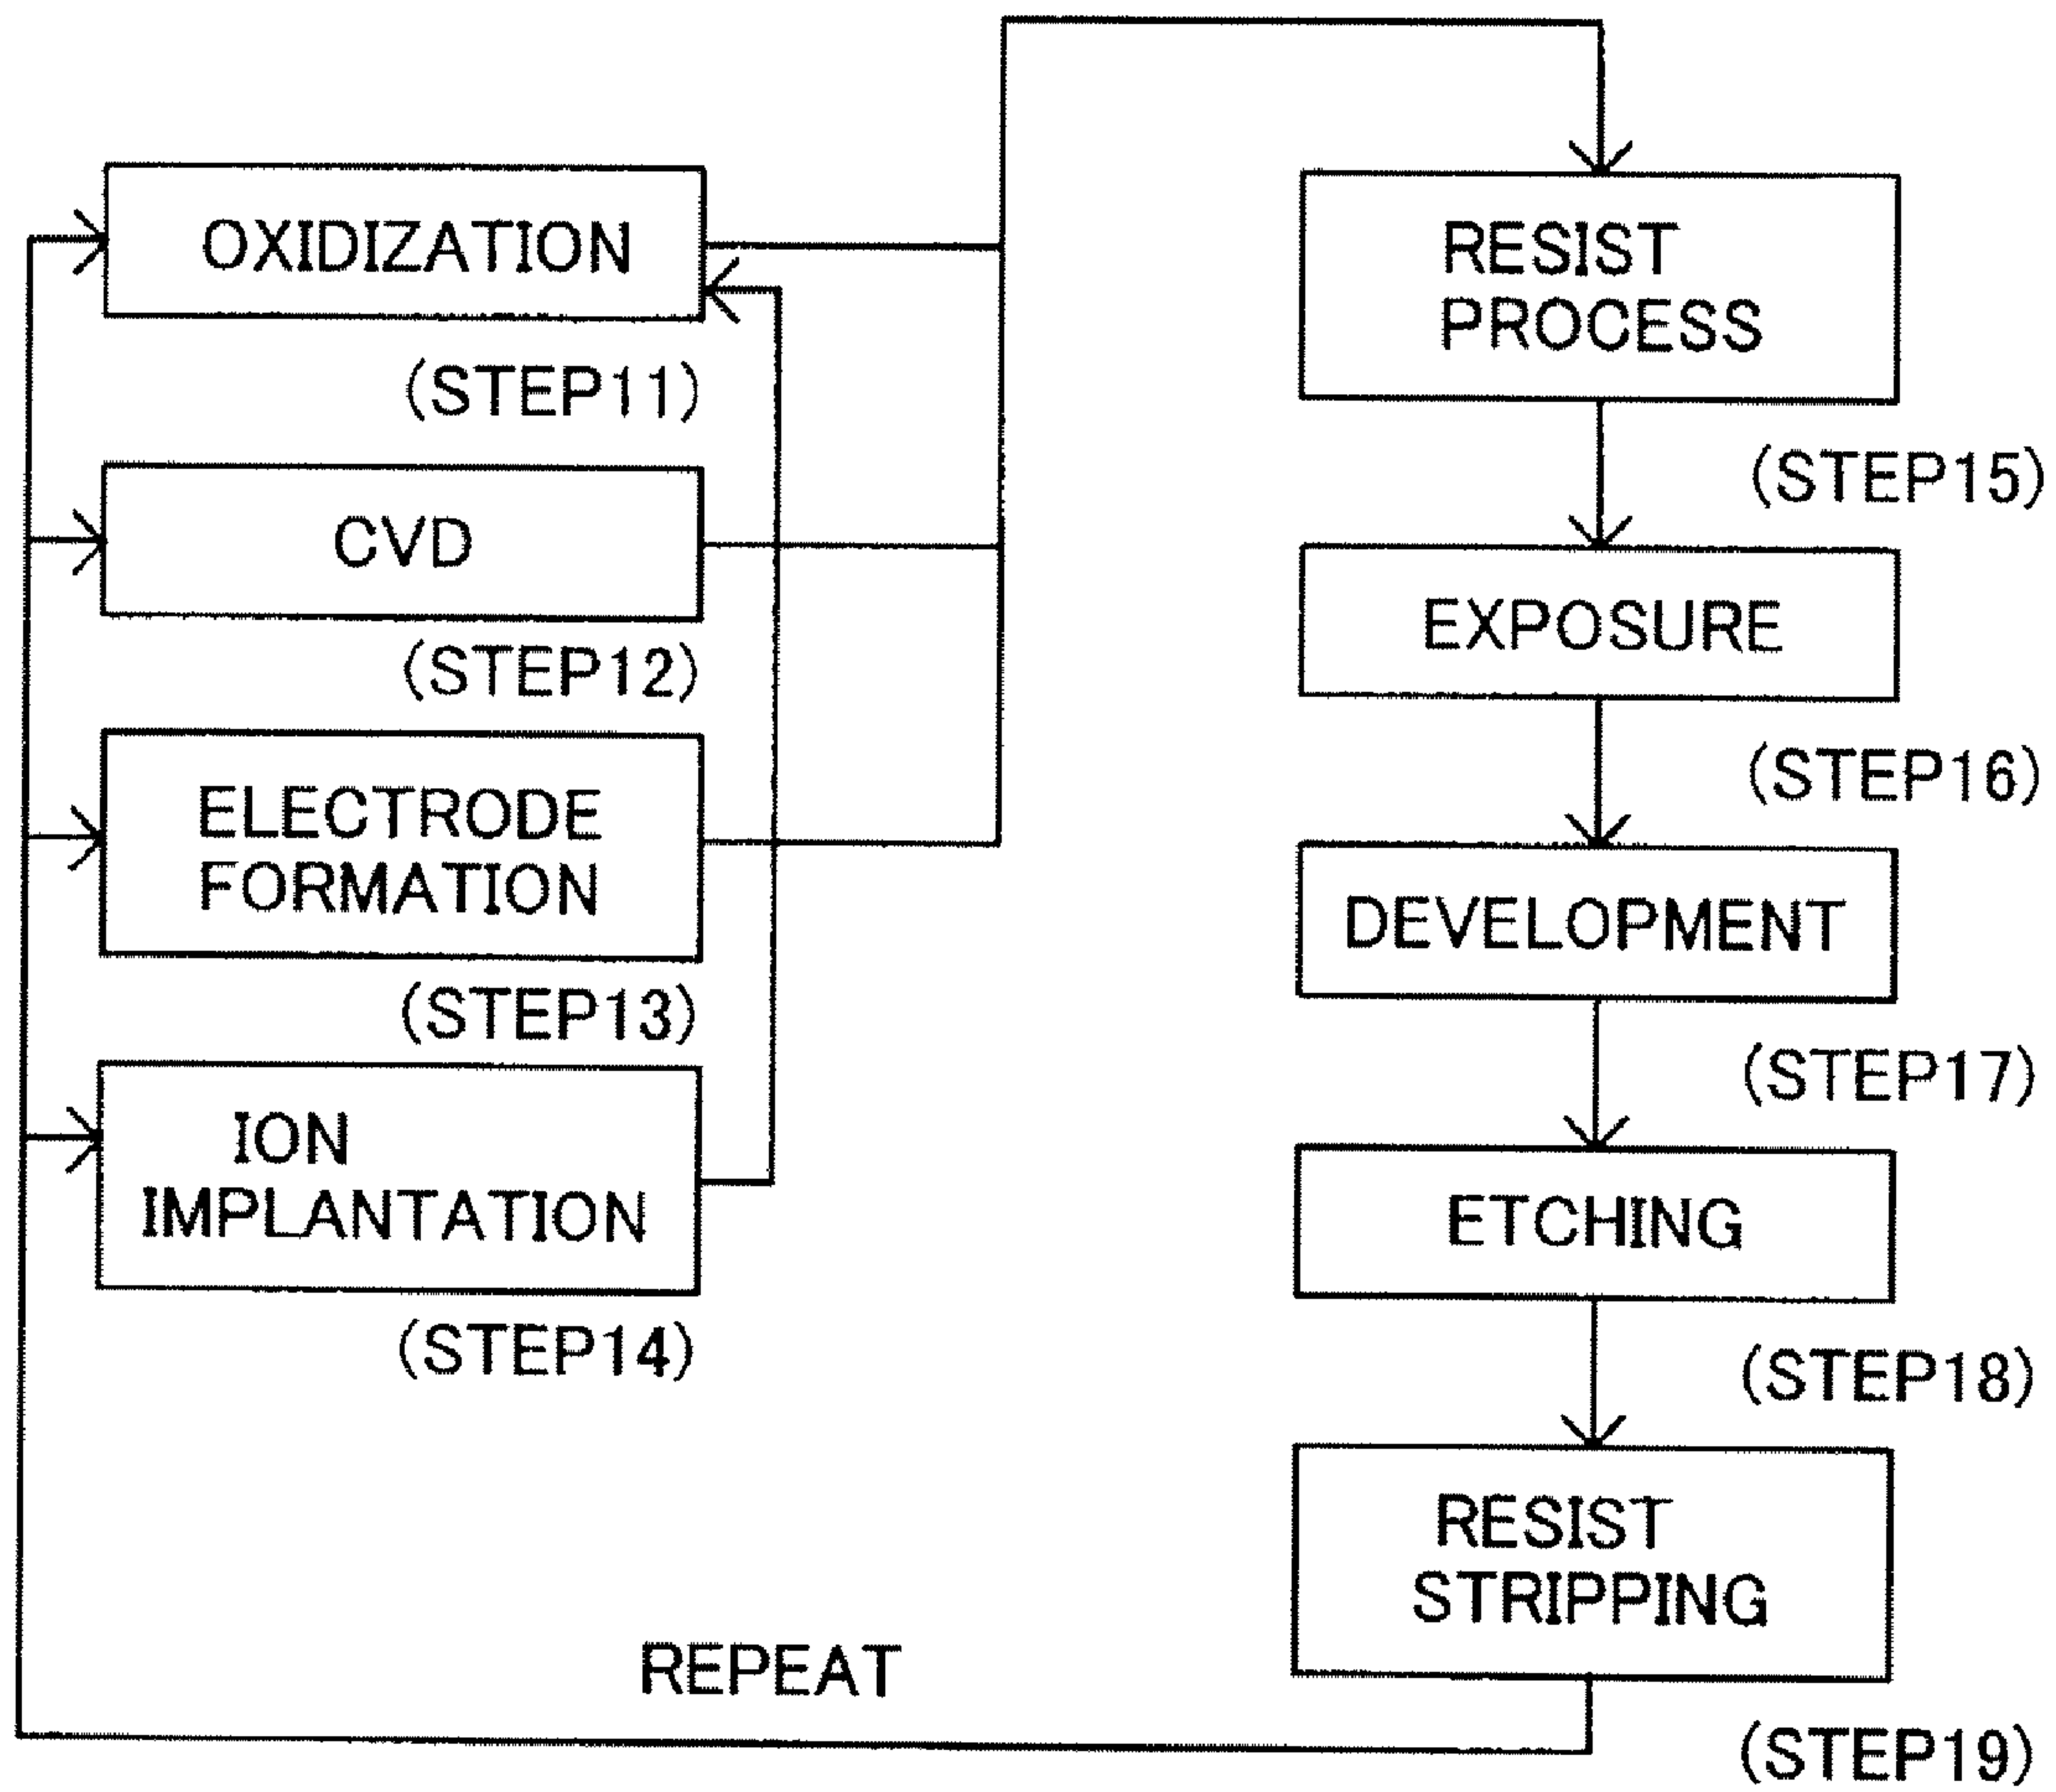 OXIDIZATION
(STEP11)
CVD
(STEP12)
ELECTRODE
FORMATION
(STEP13)
ION
IMPLANTATION
(STEP14)
RESIST
PROCESS
(STEP15)
EXPOSURE
(STEP16)
DEVELOPMENT
(STEP17)
ETCHING
(STEP18)
RESIST
STRIPPING
(STEP19)
REPEAT